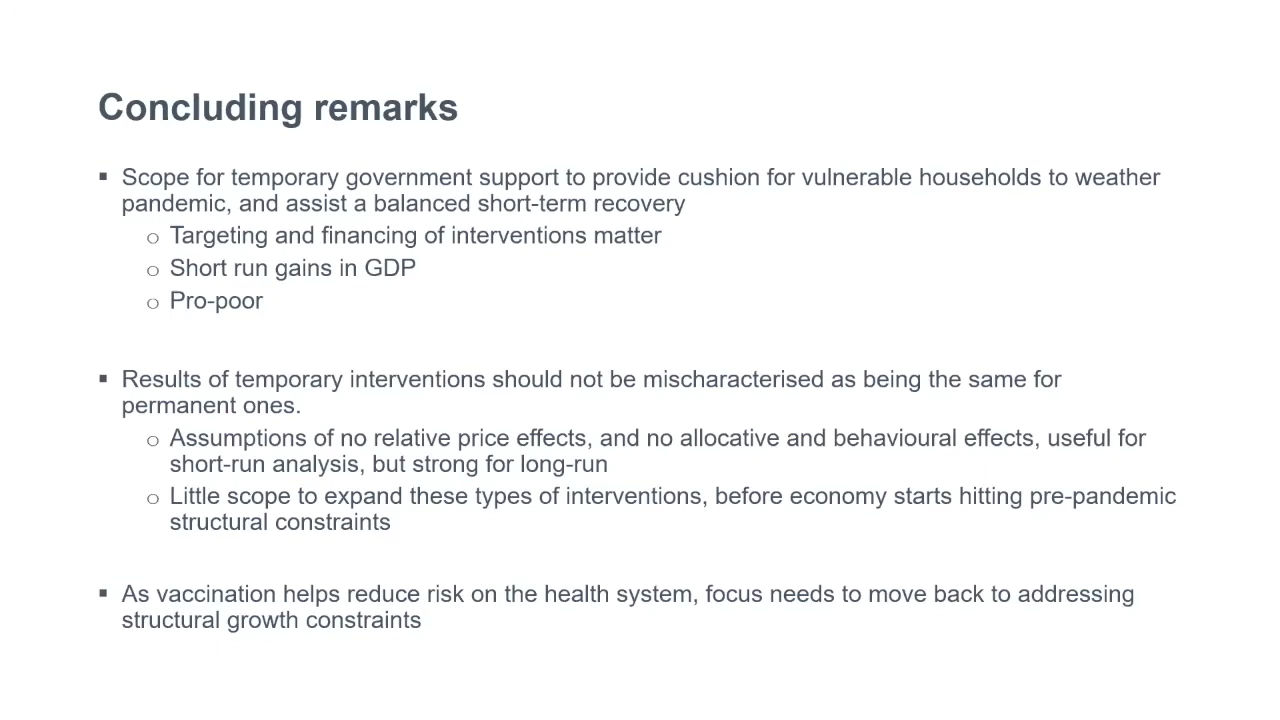 Concluding remarks
▪ Scope for temporary government support to provide cushion for vulnerable households to weather
pandemic, and assist a balanced short-term recovery
o Targeting and financing of interventions matter
o Short run gains in GDP
o Pro-poor
▪ Results of temporary interventions should not be mischaracterised as being the same for
permanent ones.
o Assumptions of no relative price effects, and no allocative and behavioural effects, useful for
short-run analysis, but strong for long-run
o Little scope to expand these types of interventions, before economy starts hitting pre-pandemic
structural constraints
▪ As vaccination helps reduce risk on the health system, focus needs to move back to addressing
structural growth constraints